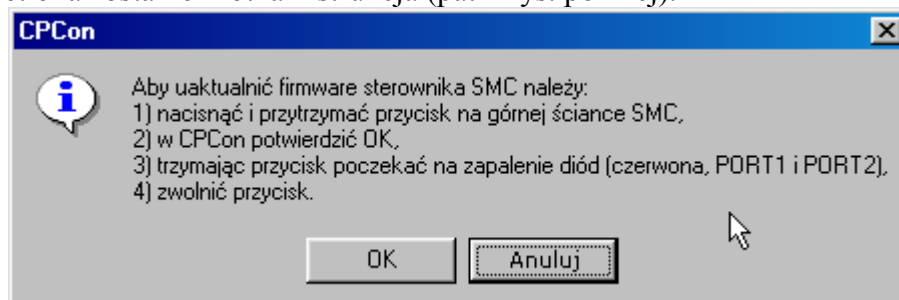 CPCon
Aby uaktualnić firmware sterownika SMC należy:
1) nacisnąć i przytrzymać przycisk na górnej ściance SMC,
2) w CPCon potwierdzić OK,
3) trzymając przycisk poczekać na zapalenie diód (czerwona, PORT1 i PORT2),
4) zwolnić przycisk.
OK Anuluj